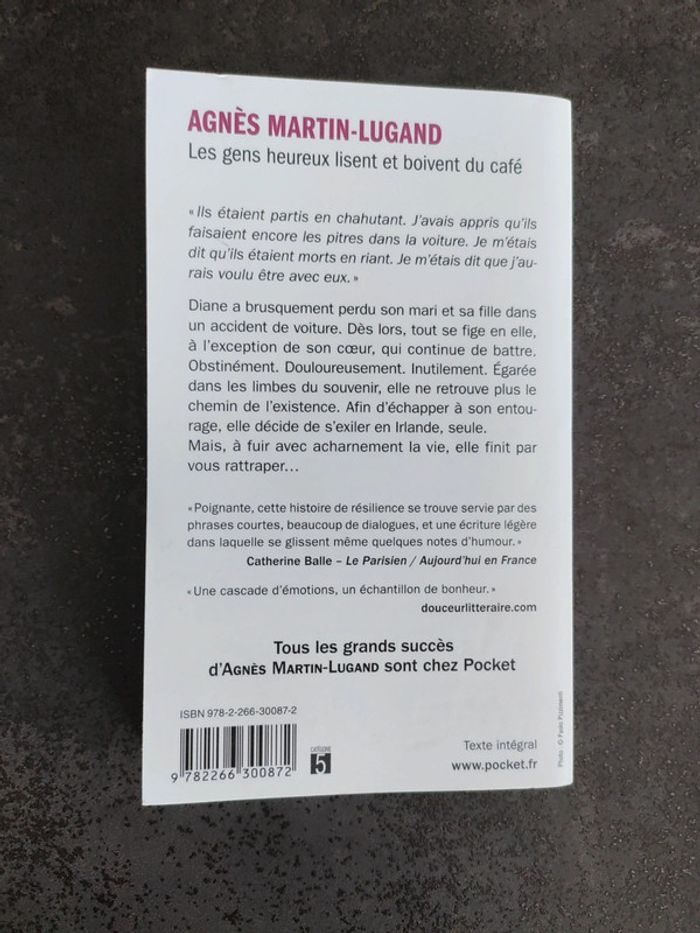 AGNÈS MARTIN-LUGAND
Les gens heureux lisent et boivent du café
« Ils étaient partis en chahutant. J'avais appris qu'ils
faisaient encore les pitres dans la voiture. Je m'étais
dit qu'ils étaient morts en riant. Je m'étais dit que j'au-
rais voulu être avec eux. »
Diane a brusquement perdu son mari et sa fille dans
un accident de voiture. Dès lors, tout se fige en elle,
à l'exception de son cœur, qui continue de battre.
Obstinément. Douloureusement. Inutilement. Égarée
dans les limbes du souvenir, elle ne retrouve plus le
chemin de l'existence. Afin d'échapper à son entou-
rage, elle décide de s'exiler en Irlande, seule.
Mais, à fuir avec acharnement la vie, elle finit par
vous rattraper...
« Poignante, cette histoire de résilience se trouve servie par des
phrases courtes, beaucoup de dialogues, et une écriture légère
dans laquelle se glissent même quelques notes d'humour. »
Catherine Balle – Le Parisien / Aujourd'hui en France
« Une cascade d'émotions, un échantillon de bonheur. »
douceurlitteraire.com
Tous les grands succès
d'AGNÈS MARTIN-LUGAND sont chez Pocket
ISBN 978-2-266-30087-2
9 782266 300872
CATÉGORIE
5
Texte intégral
www.pocket.fr
Photo : © Paolo Pizzimenti